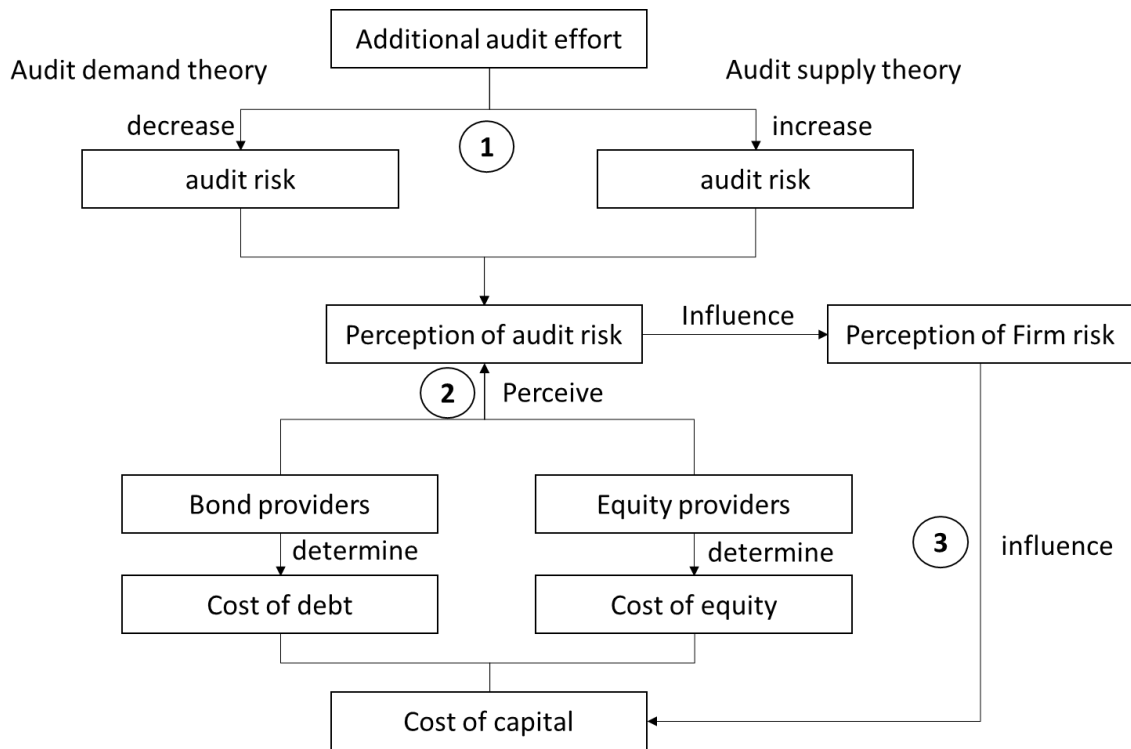 Additional audit effort
Audit demand theory
Audit supply theory
decrease
1
increase
audit risk
audit risk
Perception of audit risk
Influence
Perception of Firm risk
2
Perceive
Bond providers
Equity providers
determine
determine
3
influence
Cost of debt
Cost of equity
Cost of capital